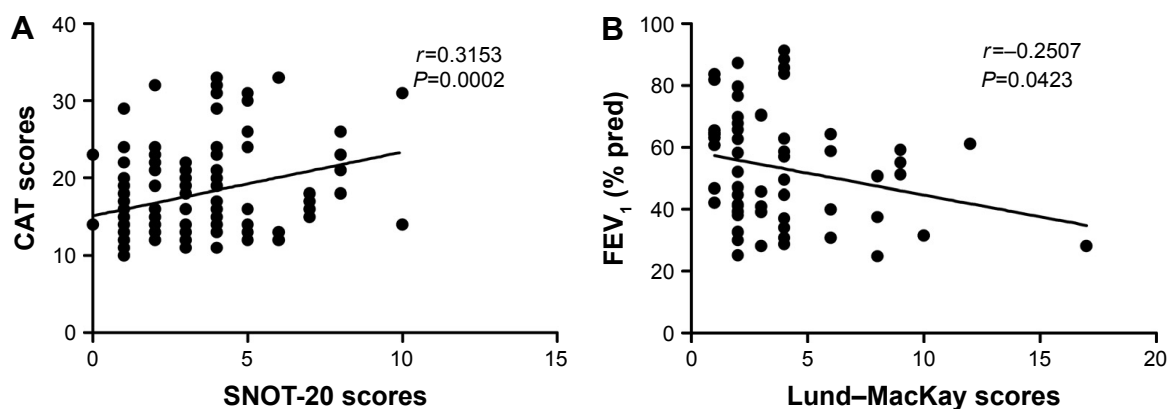 A
40
30
20
10
0
CAT scores
r=0.3153
P=0.0002
0 5 10 15
SNOT-20 scores
B
100
80
60
40
20
0
FEV1 (% pred)
r=–0.2507
P=0.0423
0 5 10 15 20
Lund–MacKay scores